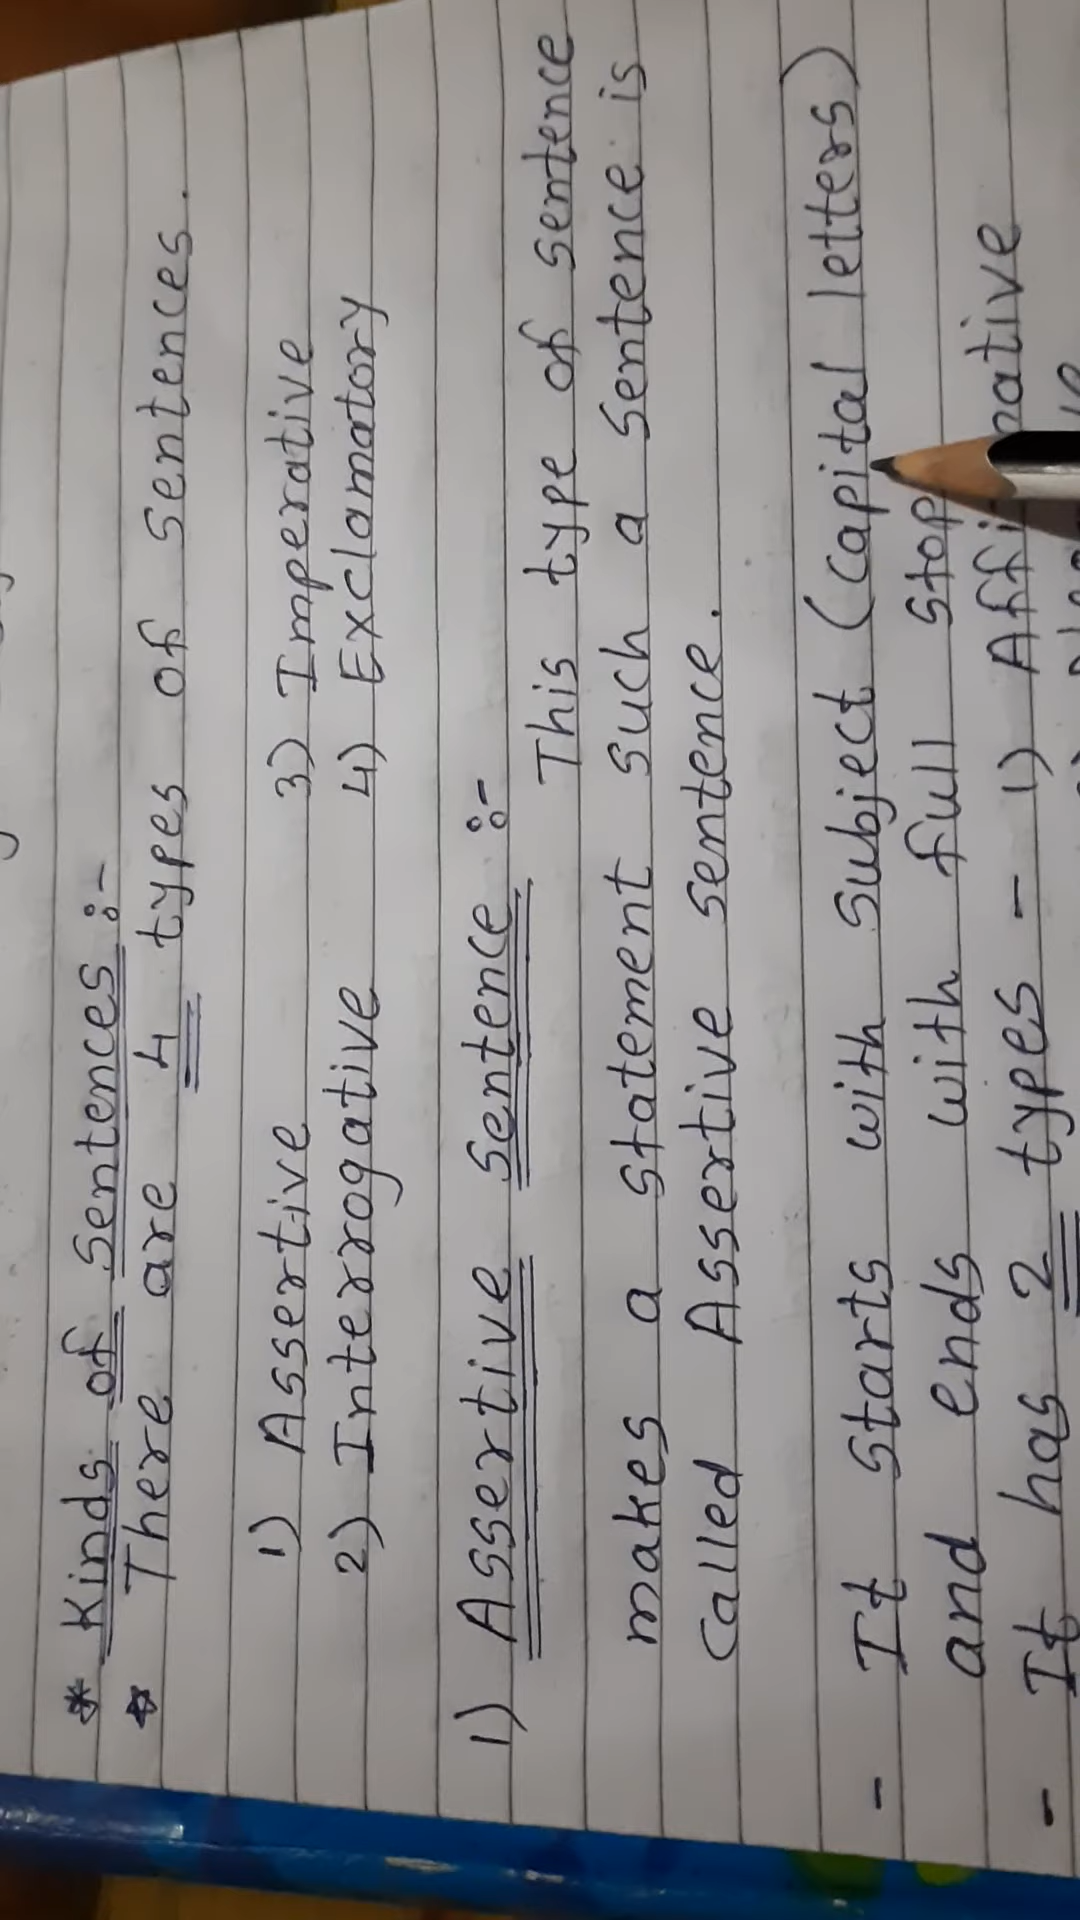 * Kinds of Sentences :-
* There are 4 types of Sentences.
1) Assertive 3) Imperative
2) Interrogative 4) Exclamatory
1) Assertive Sentence :-
This type of sentence
makes a statement such a sentence is
Called Assertive sentence.
- It starts with Subject (Capital letters)
and ends with full stop
- It has 2 types - 1)